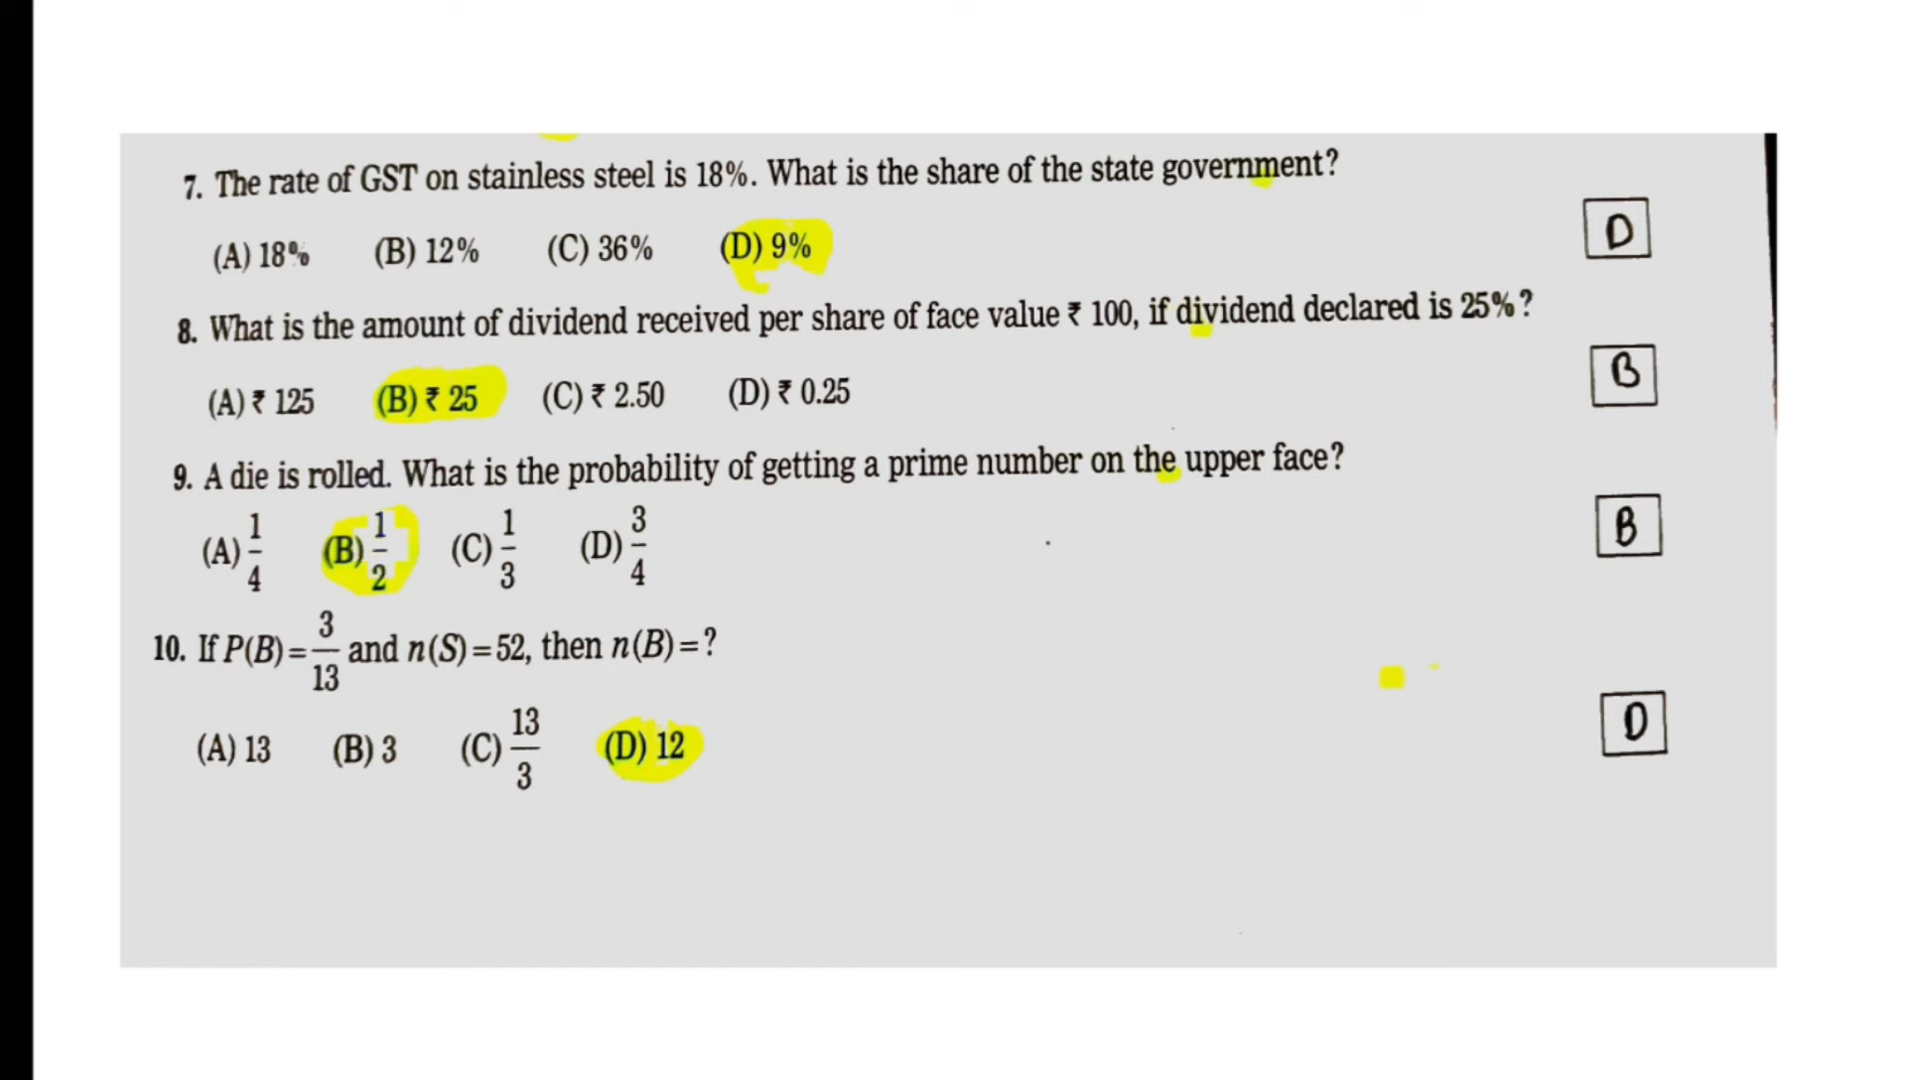 7. The rate of GST on stainless steel is 18%. What is the share of the state government?
(A) 18% (B) 12% (C) 36% (D) 9% D
8. What is the amount of dividend received per share of face value ₹ 100, if dividend declared is 25%?
(A) ₹ 125 (B) ₹ 25 (C) ₹ 2.50 (D) ₹ 0.25 B
9. A die is rolled. What is the probability of getting a prime number on the upper face?
(A) 1/4 (B) 1/2 (C) 1/3 (D) 3/4 B
10. If P(B) = 3/13 and n(S) = 52, then n(B) = ?
(A) 13 (B) 3 (C) 13/3 (D) 12 D